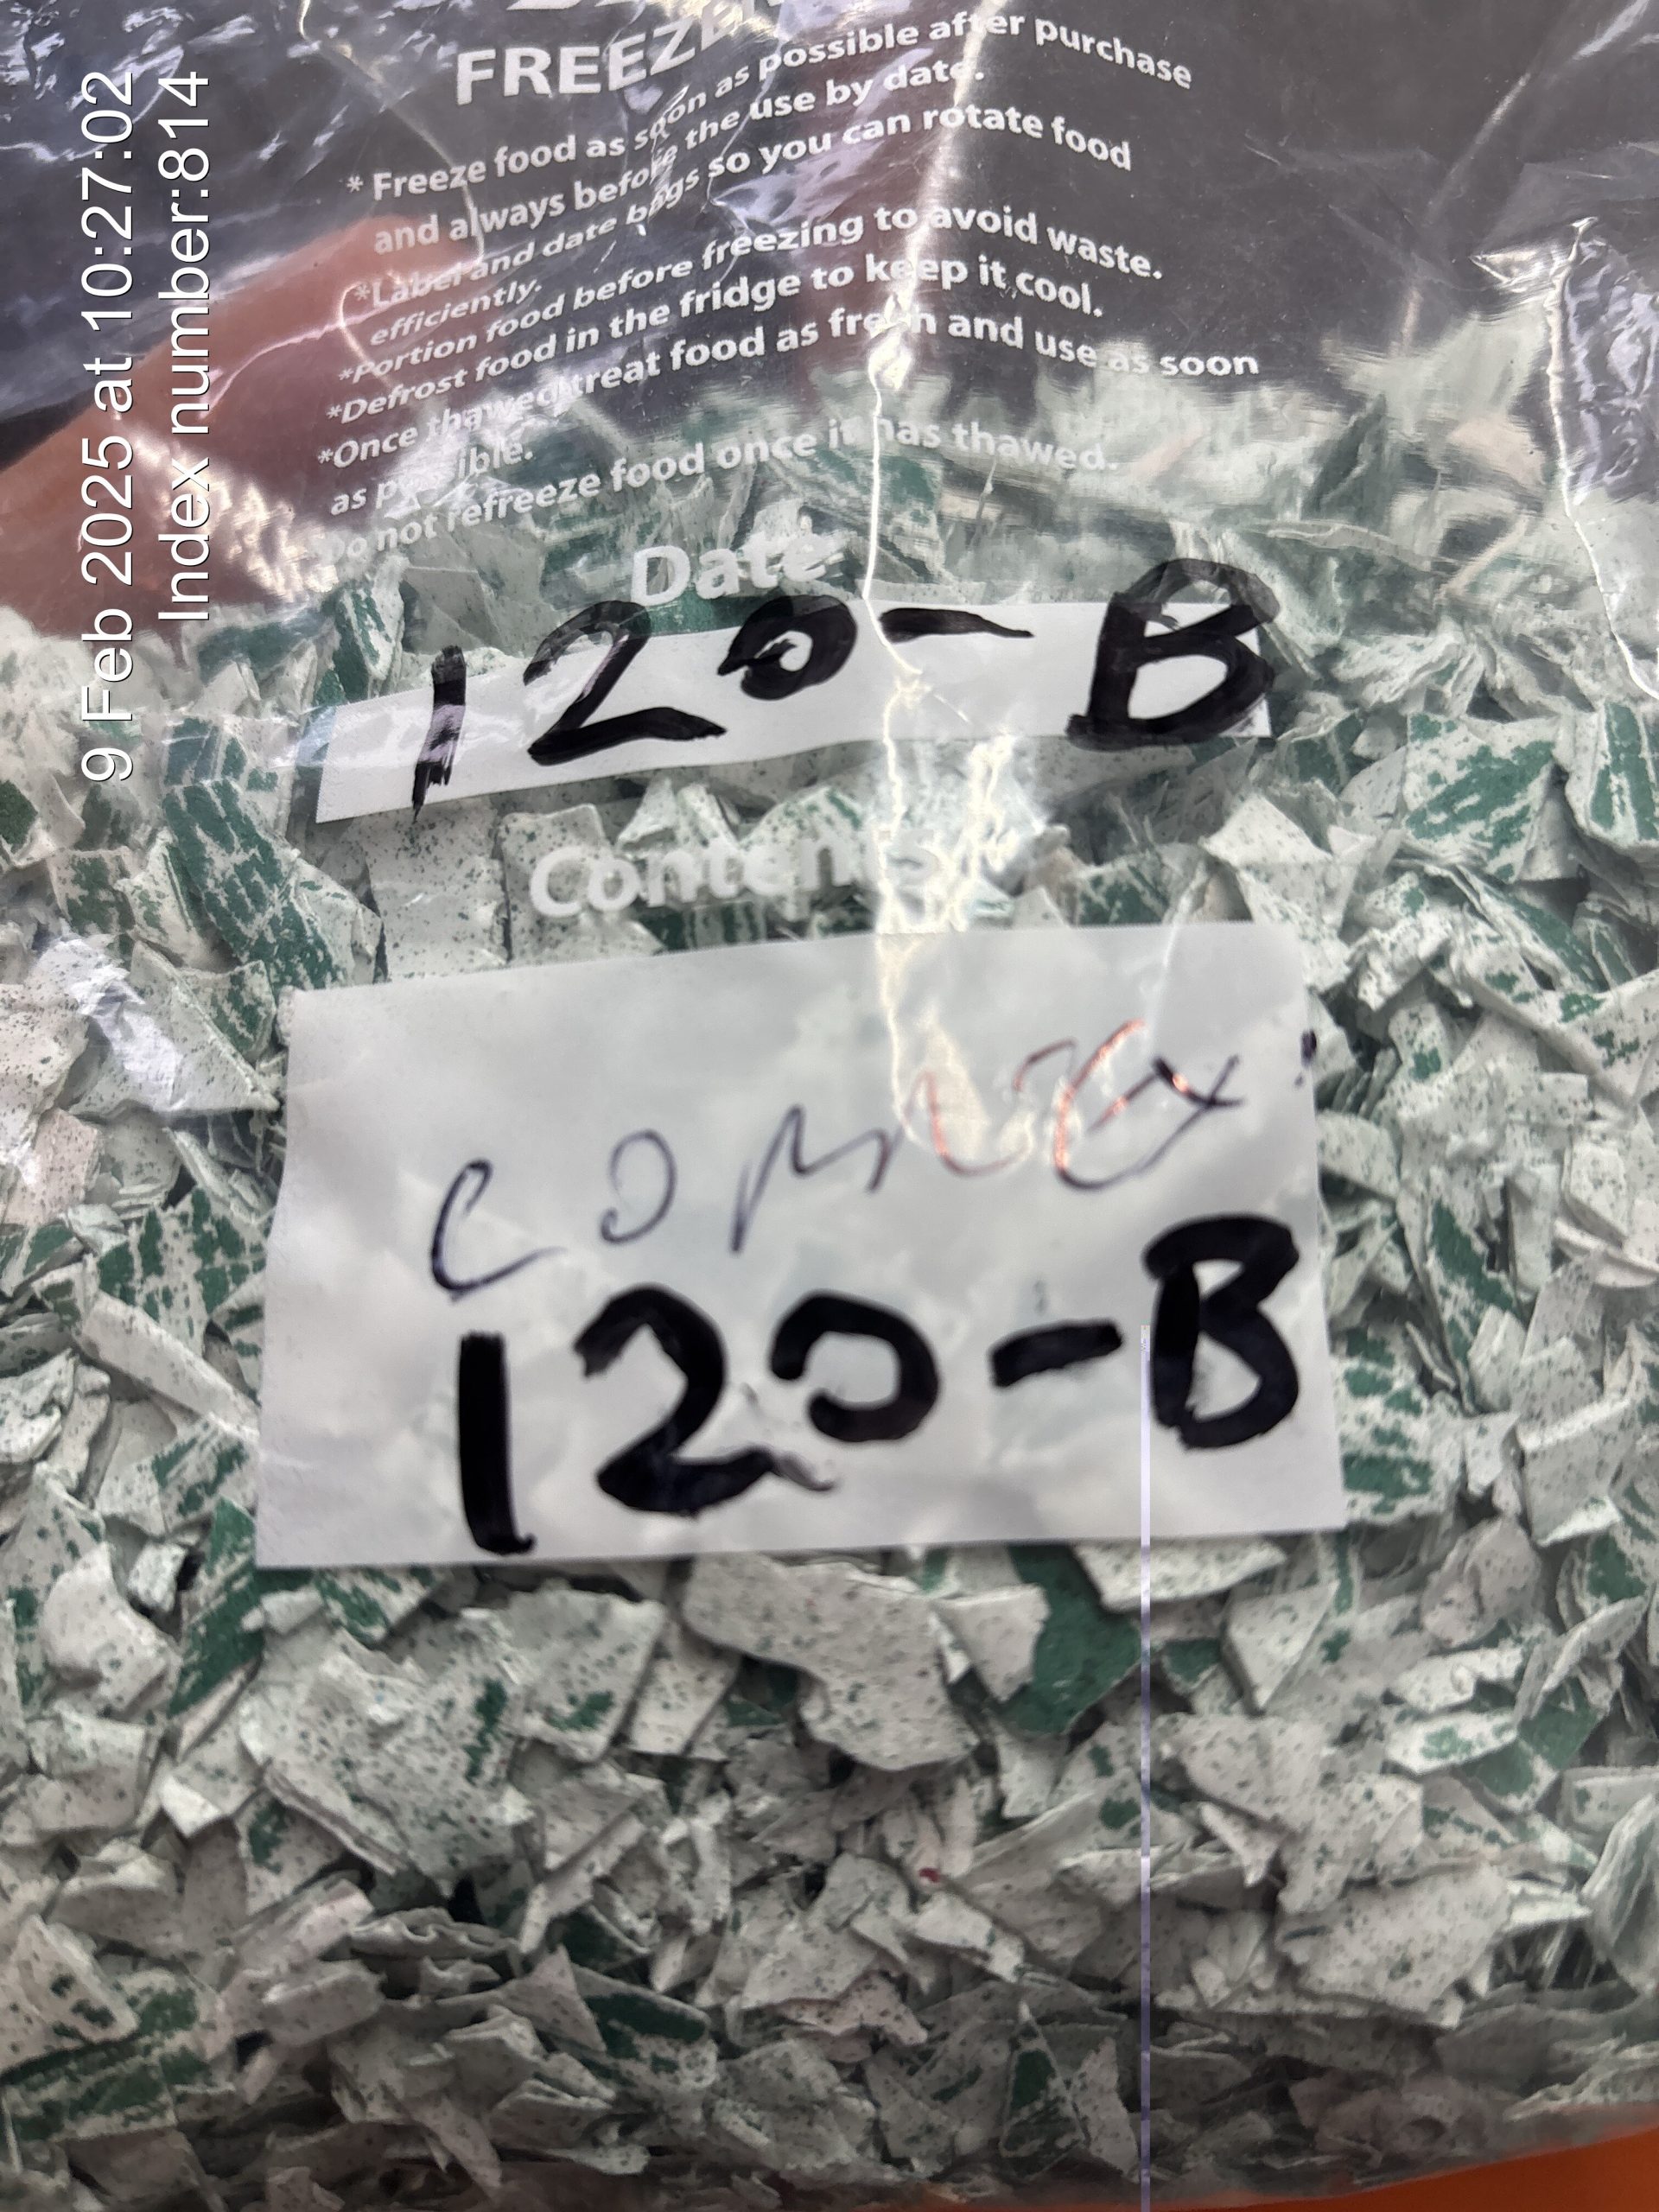 9 Feb 2025 at 10:27:02
Index number:814
FREEZER
* Freeze food as soon as possible after purchase
and always before the use by date.
*Label and date bags so you can rotate food
efficiently.
*Portion food before freezing to avoid waste.
*Defrost food in the fridge to keep it cool.
*Once thawed treat food as fresh and use as soon
as possible.
Do not refreeze food once it has thawed.
Date
120-B
Contents
120-B